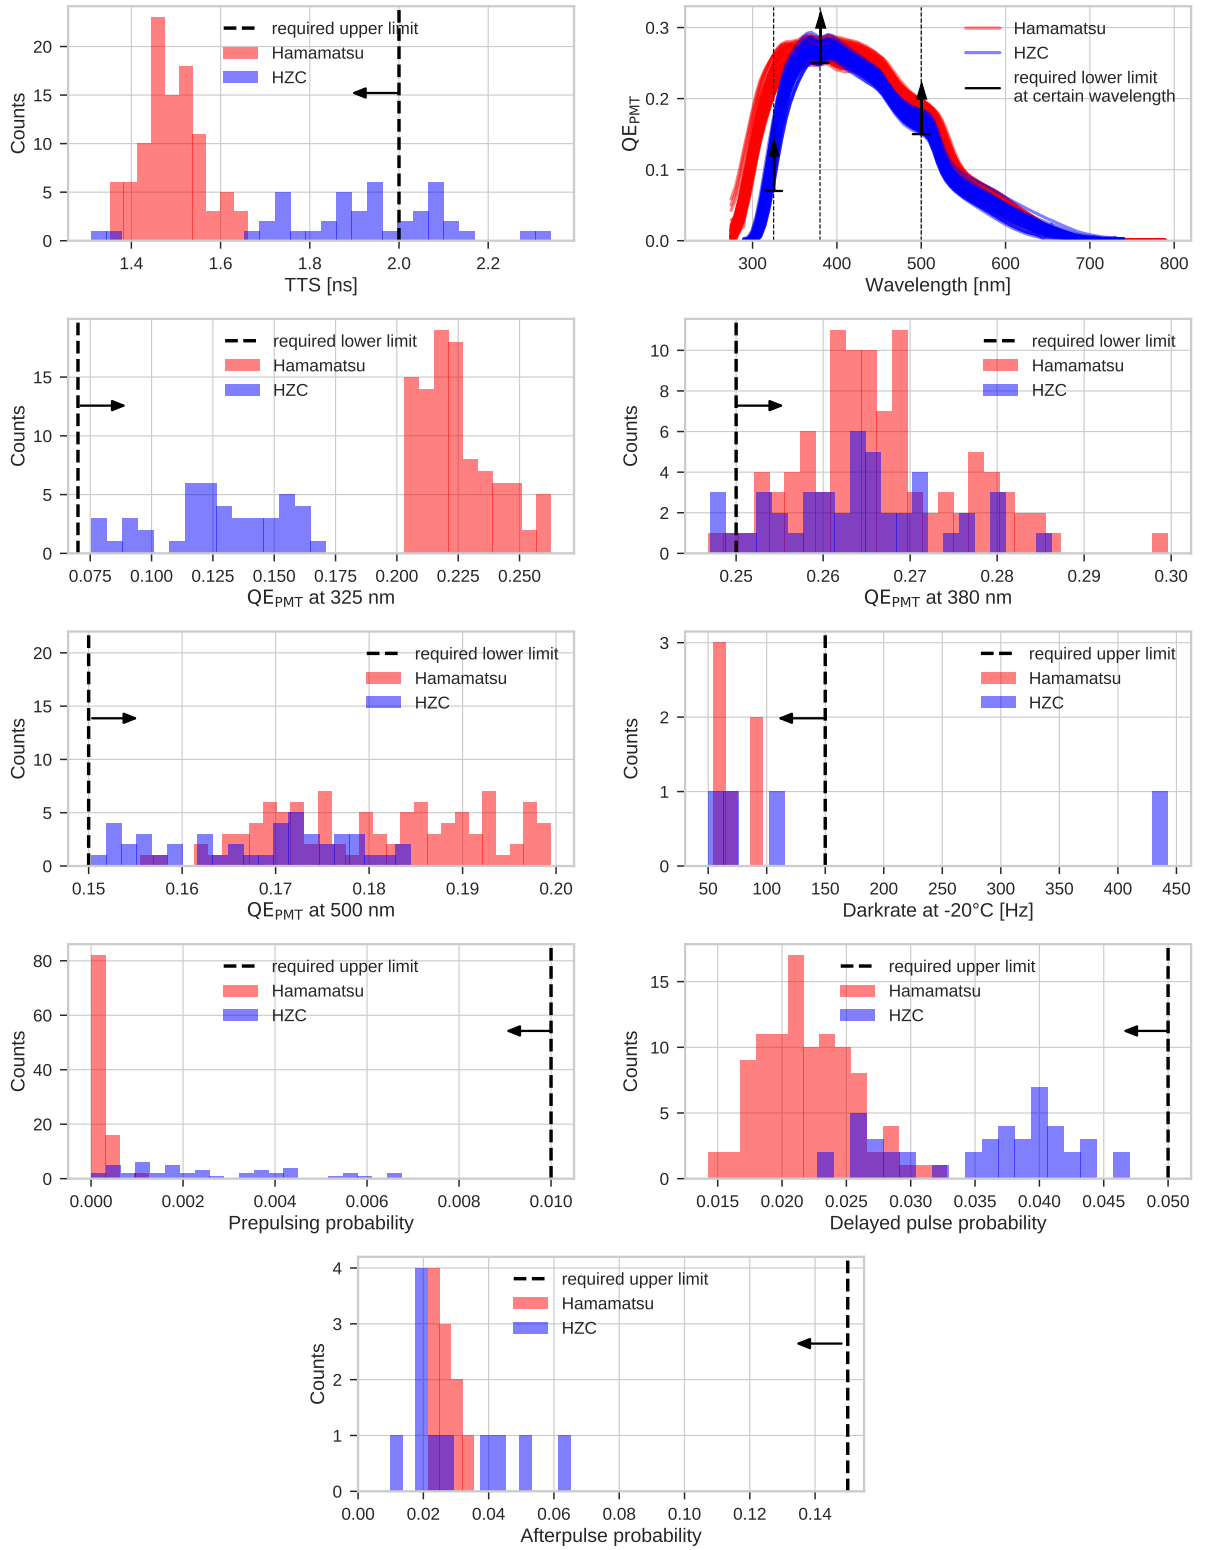 20
15
10
5
0
Counts
1.4
1.6
1.8
2.0
2.2
TTS [ns]
required upper limit
Hamamatsu
HZC
0.3
0.2
0.1
0.0
QE_PMT
300
400
500
600
700
800
Wavelength [nm]
Hamamatsu
HZC
required lower limit
at certain wavelength
15
10
5
0
Counts
0.075
0.100
0.125
0.150
0.175
0.200
0.225
0.250
QE_PMT at 325 nm
required lower limit
Hamamatsu
HZC
10
8
6
4
2
0
Counts
0.25
0.26
0.27
0.28
0.29
0.30
QE_PMT at 380 nm
required lower limit
Hamamatsu
HZC
20
15
10
5
0
Counts
0.15
0.16
0.17
0.18
0.19
0.20
QE_PMT at 500 nm
required lower limit
Hamamatsu
HZC
3
2
1
0
Counts
50
100
150
200
250
300
350
400
450
Darkrate at -20°C [Hz]
required upper limit
Hamamatsu
HZC
80
60
40
20
0
Counts
0.000
0.002
0.004
0.006
0.008
0.010
Prepulsing probability
required upper limit
Hamamatsu
HZC
15
10
5
0
Counts
0.015
0.020
0.025
0.030
0.035
0.040
0.045
0.050
Delayed pulse probability
required upper limit
Hamamatsu
HZC
4
3
2
1
0
Counts
0.00
0.02
0.04
0.06
0.08
0.10
0.12
0.14
Afterpulse probability
required upper limit
Hamamatsu
HZC